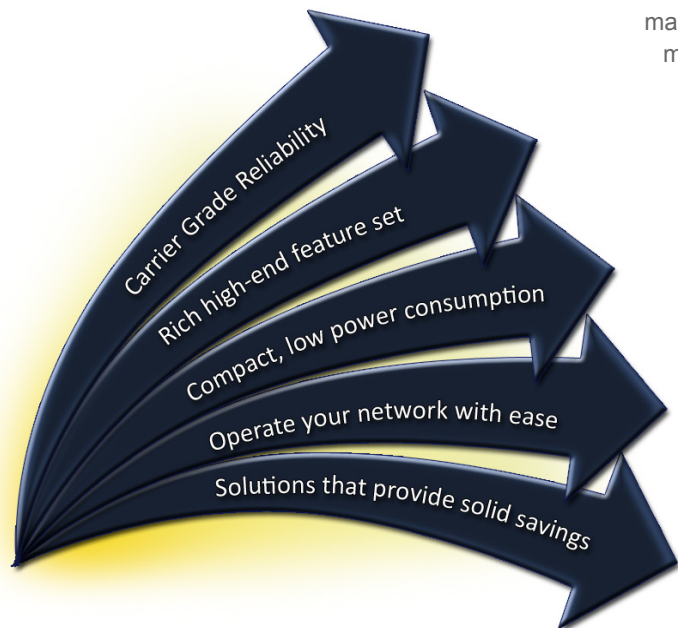 ma
m
Carrier Grade Reliability
Rich high-end feature set
Compact, low power consumption
Operate your network with ease
Solutions that provide solid savings